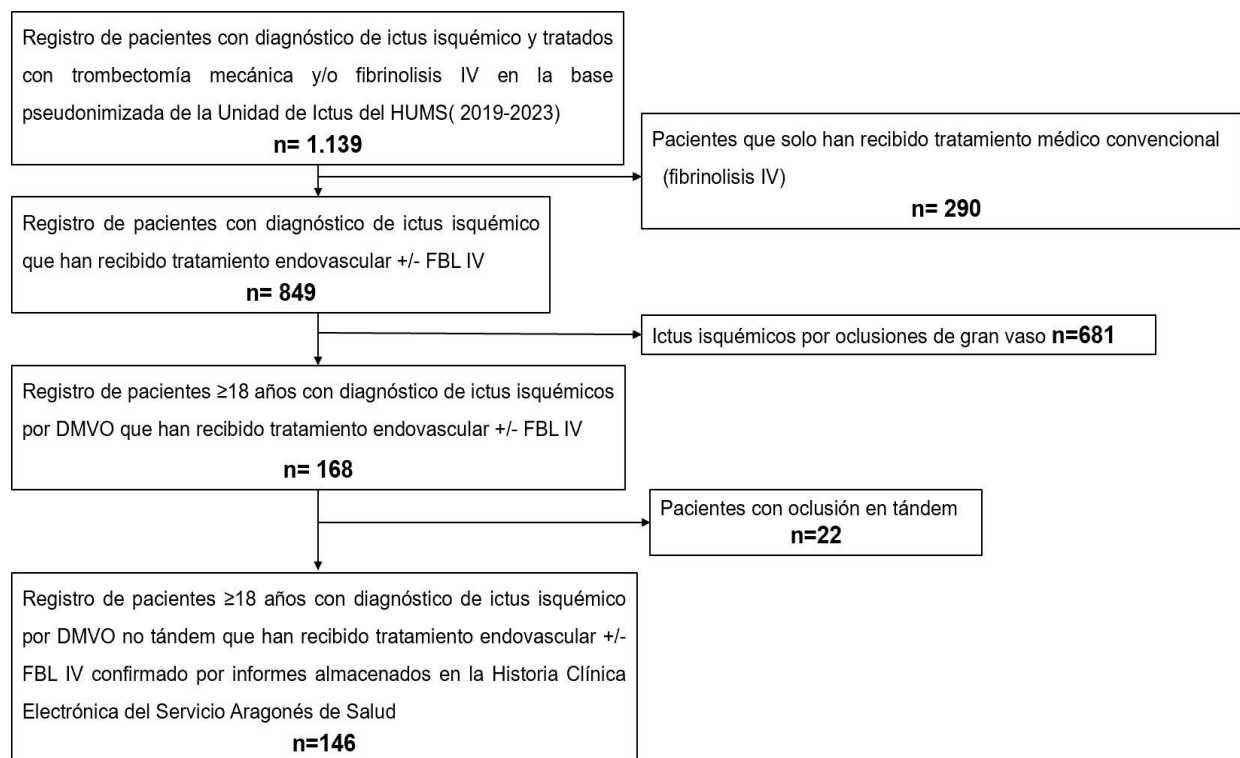 Registro de pacientes con diagnóstico de ictus isquémico y tratados
con trombectomía mecánica y/o fibrinolisis IV en la base
pseudonimizada de la Unidad de Ictus del HUMS( 2019-2023)
n= 1.139
Pacientes que solo han recibido tratamiento médico convencional
(fibrinolisis IV)
n= 290
Registro de pacientes con diagnóstico de ictus isquémico
que han recibido tratamiento endovascular +/- FBL IV
n= 849
Ictus isquémicos por oclusiones de gran vaso n=681
Registro de pacientes ≥18 años con diagnóstico de ictus isquémicos
por DMVO que han recibido tratamiento endovascular +/- FBL IV
n= 168
Pacientes con oclusión en tándem
n=22
Registro de pacientes ≥18 años con diagnóstico de ictus isquémico
por DMVO no tándem que han recibido tratamiento endovascular +/-
FBL IV confirmado por informes almacenados en la Historia Clínica
Electrónica del Servicio Aragonés de Salud
n=146